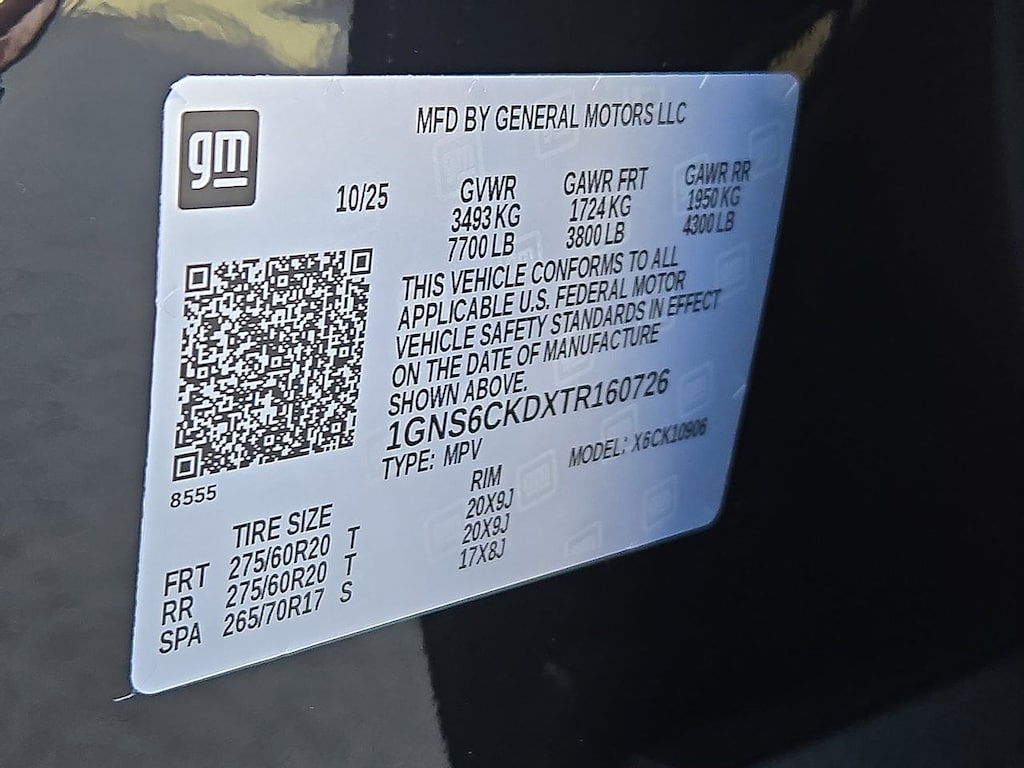 gm
MFD BY GENERAL MOTORS LLC
10/25 GVWR GAWR FRT GAWR RR
3493 KG 1724 KG 1950 KG
7700 LB 3800 LB 4300 LB
THIS VEHICLE CONFORMS TO ALL
APPLICABLE U.S. FEDERAL MOTOR
VEHICLE SAFETY STANDARDS IN EFFECT
ON THE DATE OF MANUFACTURE
SHOWN ABOVE.
1GNS6CKDXTR160726
TYPE: MPV MODEL: X6CK10906
8555
TIRE SIZE RIM
FRT 275/60R20 T 20X9J
RR 275/60R20 T 20X9J
SPA 265/70R17 S 17X8J